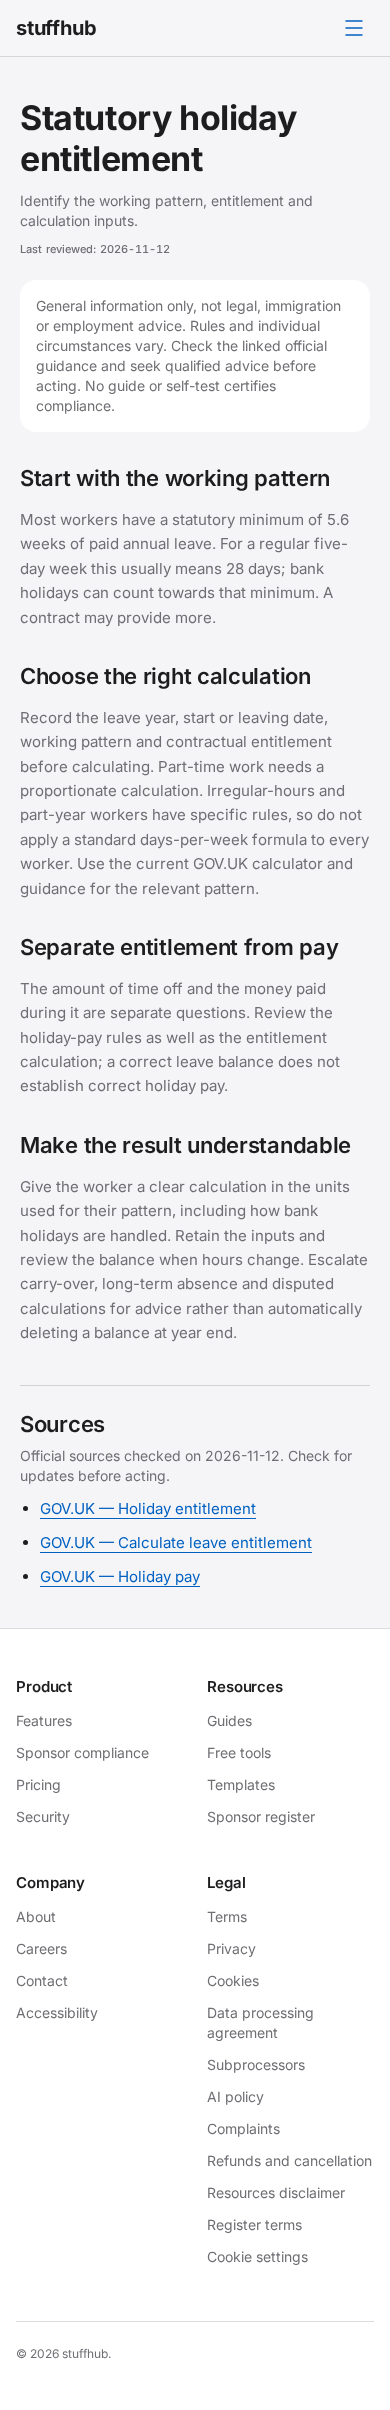 stuffhub
Statutory holiday
entitlement
Identify the working pattern, entitlement and
calculation inputs.
Last reviewed: 2026-11-12
General information only, not legal, immigration
or employment advice. Rules and individual
circumstances vary. Check the linked official
guidance and seek qualified advice before
acting. No guide or self-test certifies
compliance.
Start with the working pattern
Most workers have a statutory minimum of 5.6
weeks of paid annual leave. For a regular five-
day week this usually means 28 days; bank
holidays can count towards that minimum. A
contract may provide more.
Choose the right calculation
Record the leave year, start or leaving date,
working pattern and contractual entitlement
before calculating. Part-time work needs a
proportionate calculation. Irregular-hours and
part-year workers have specific rules, so do not
apply a standard days-per-week formula to every
worker. Use the current GOV.UK calculator and
guidance for the relevant pattern.
Separate entitlement from pay
The amount of time off and the money paid
during it are separate questions. Review the
holiday-pay rules as well as the entitlement
calculation; a correct leave balance does not
establish correct holiday pay.
Make the result understandable
Give the worker a clear calculation in the units
used for their pattern, including how bank
holidays are handled. Retain the inputs and
review the balance when hours change. Escalate
carry-over, long-term absence and disputed
calculations for advice rather than automatically
deleting a balance at year end.
Sources
Official sources checked on 2026-11-12. Check for
updates before acting.
GOV.UK — Holiday entitlement
GOV.UK — Calculate leave entitlement
GOV.UK — Holiday pay
Product
Features
Sponsor compliance
Pricing
Security
Resources
Guides
Free tools
Templates
Sponsor register
Company
About
Careers
Contact
Accessibility
Legal
Terms
Privacy
Cookies
Data processing
agreement
Subprocessors
AI policy
Complaints
Refunds and cancellation
Resources disclaimer
Register terms
Cookie settings
© 2026 stuffhub.